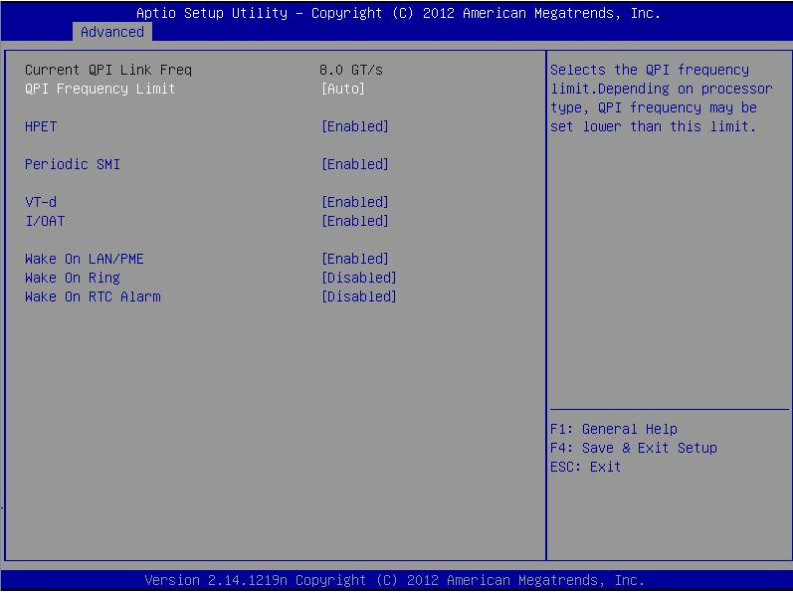 Aptio Setup Utility – Copyright (C) 2012 American Megatrends, Inc.
Advanced
Current QPI Link Freq 8.0 GT/s
QPI Frequency Limit [Auto]
HPET [Enabled]
Periodic SMI [Enabled]
VT-d [Enabled]
I/OAT [Enabled]
Wake On LAN/PME [Enabled]
Wake On Ring [Disabled]
Wake On RTC Alarm [Disabled]
Selects the QPI frequency
limit.Depending on processor
type, QPI frequency may be
set lower than this limit.
F1: General Help
F4: Save & Exit Setup
ESC: Exit
Version 2.14.1219n Copyright (C) 2012 American Megatrends, Inc.